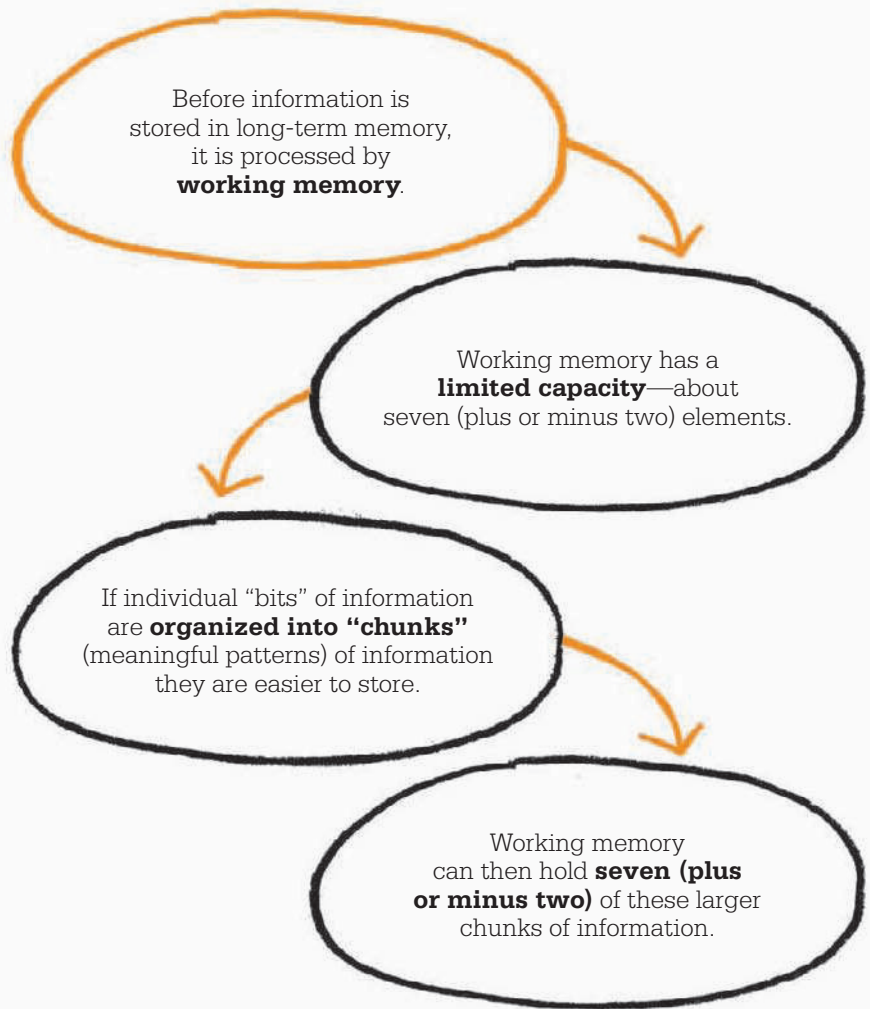 Before information is
stored in long-term memory,
it is processed by
working memory.
Working memory has a
limited capacity—about
seven (plus or minus two) elements.
If individual “bits” of information
are organized into “chunks”
(meaningful patterns) of information
they are easier to store.
Working memory
can then hold seven (plus
or minus two) of these larger
chunks of information.